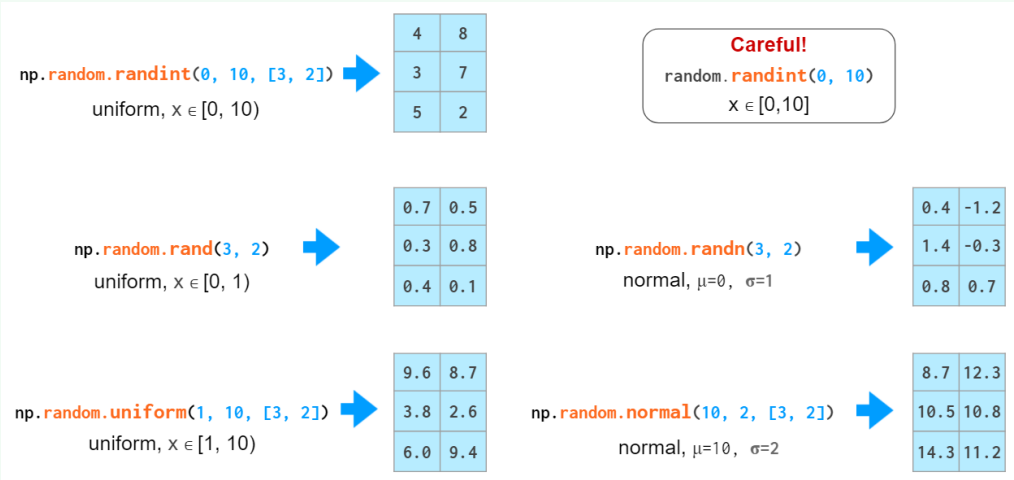 np.random.randint(0, 10, [3, 2])
uniform, x ∈ [0, 10)
4 8
3 7
5 2
Careful!
random.randint(0, 10)
x ∈ [0,10]
np.random.rand(3, 2)
uniform, x ∈ [0, 1)
0.7 0.5
0.3 0.8
0.4 0.1
np.random.randn(3, 2)
normal, μ=0, σ=1
0.4 -1.2
1.4 -0.3
0.8 0.7
np.random.uniform(1, 10, [3, 2])
uniform, x ∈ [1, 10)
9.6 8.7
3.8 2.6
6.0 9.4
np.random.normal(10, 2, [3, 2])
normal, μ=10, σ=2
8.7 12.3
10.5 10.8
14.3 11.2